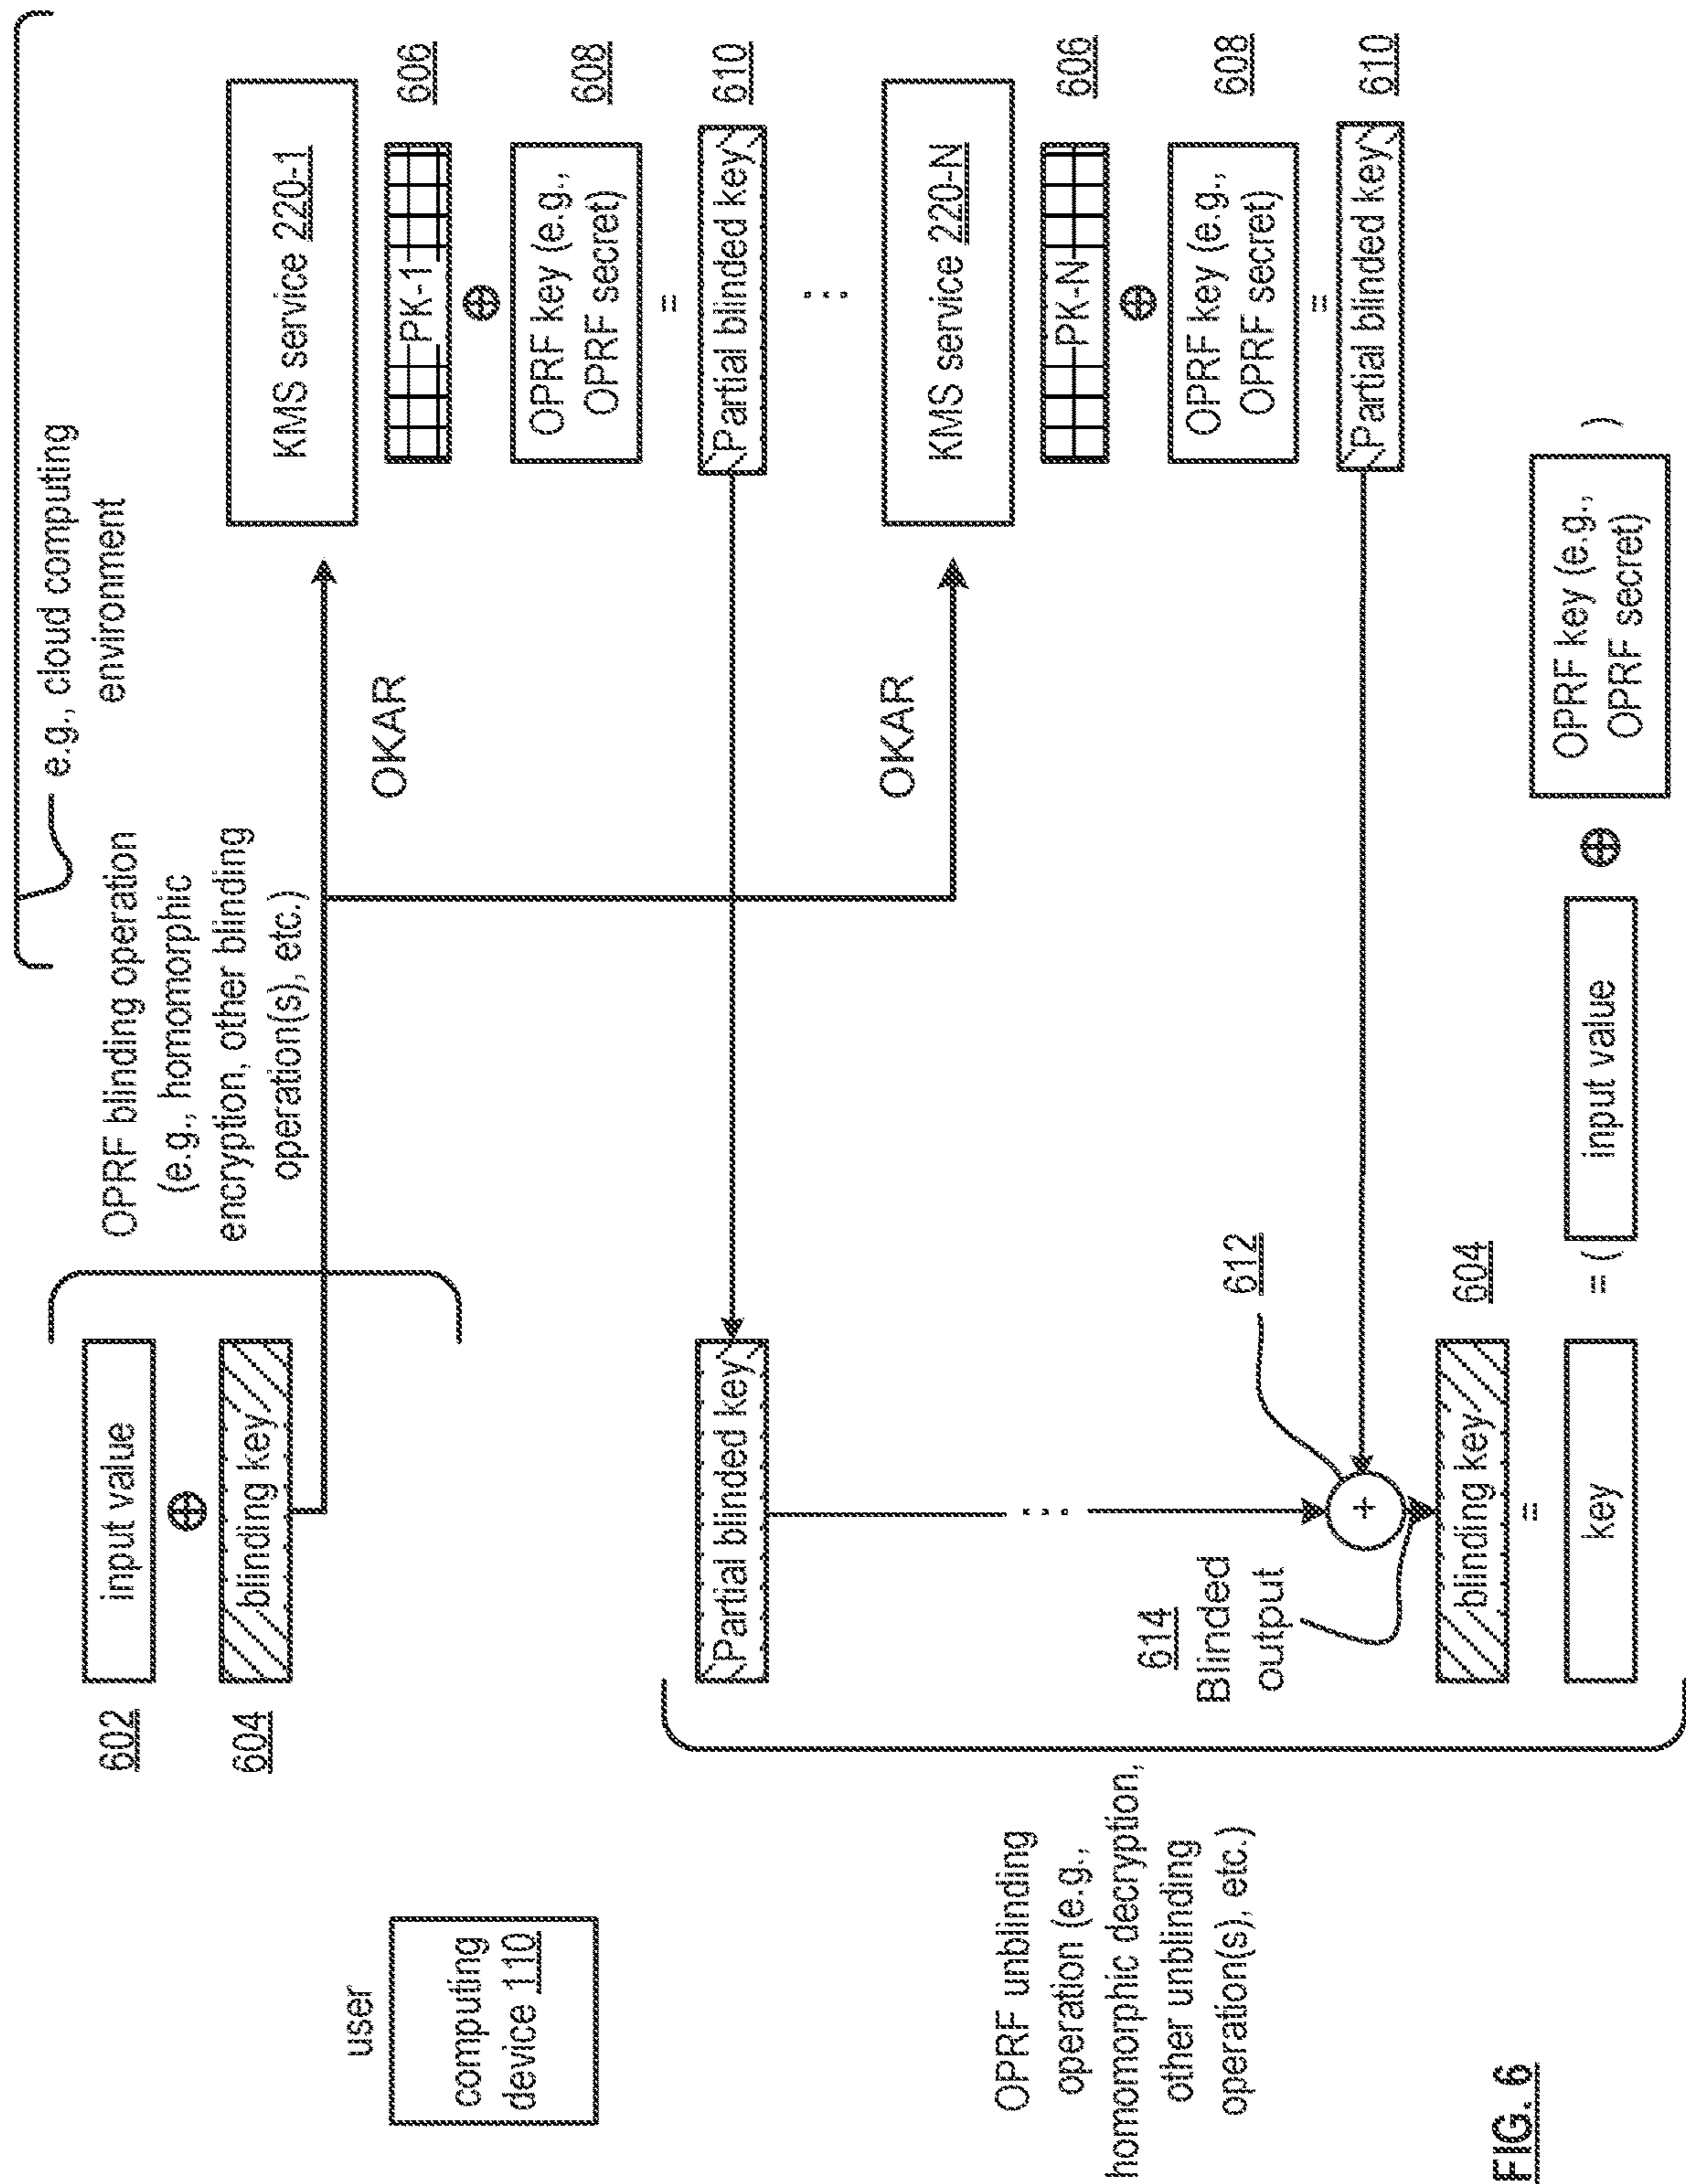 user
computing
device 110
602
input value
⊕
604
blinding key
OPRF blinding operation
(e.g., homomorphic
encryption, other blinding
operation(s), etc.)
e.g., cloud computing
environment
OKAR
KMS service 220-1
PK-1
606
⊕
OPRF key (e.g.,
OPRF secret)
608
=
Partial blinded key
610
...
OKAR
KMS service 220-N
PK-N
606
⊕
OPRF key (e.g.,
OPRF secret)
608
=
Partial blinded key
610
OPRF unblinding
operation (e.g.,
homomorphic decryption,
other unblinding
operation(s), etc.)
Partial blinded key
...
612
+
614
Blinded
output
blinding key
604
=
key
= (
input value
⊕
OPRF key (e.g.,
OPRF secret)
)
FIG. 6